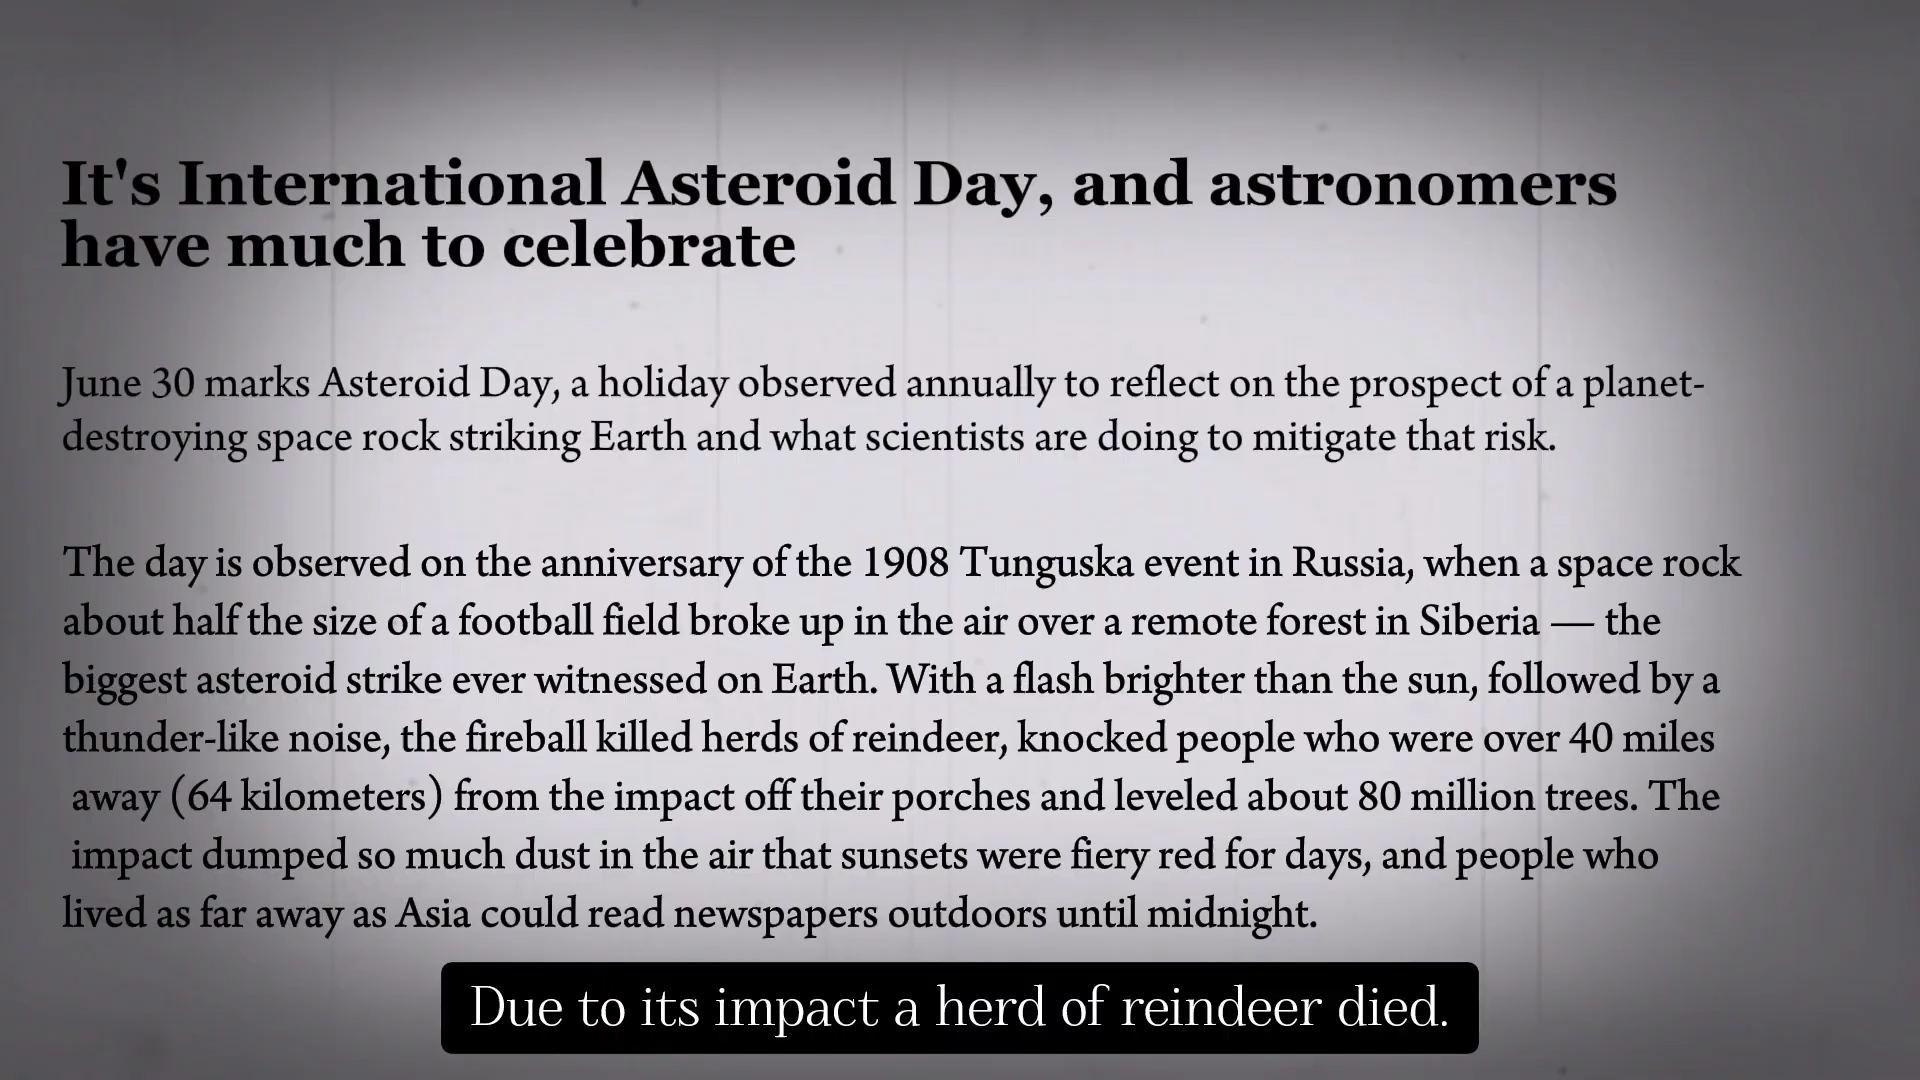 It's International Asteroid Day, and astronomers
have much to celebrate
June 30 marks Asteroid Day, a holiday observed annually to reflect on the prospect of a planet-
destroying space rock striking Earth and what scientists are doing to mitigate that risk.
The day is observed on the anniversary of the 1908 Tunguska event in Russia, when a space rock
about half the size of a football field broke up in the air over a remote forest in Siberia — the
biggest asteroid strike ever witnessed on Earth. With a flash brighter than the sun, followed by a
thunder-like noise, the fireball killed herds of reindeer, knocked people who were over 40 miles
away (64 kilometers) from the impact off their porches and leveled about 80 million trees. The
impact dumped so much dust in the air that sunsets were fiery red for days, and people who
lived as far away as Asia could read newspapers outdoors until midnight.
Due to its impact a herd of reindeer died.